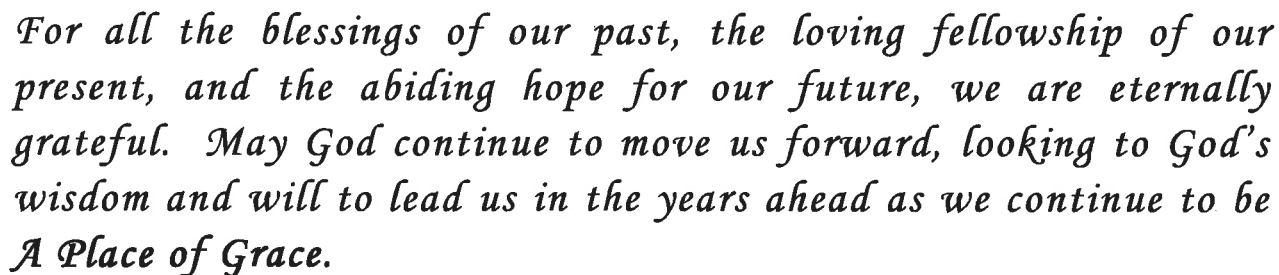 For all the blessings of our past, the loving fellowship of our
present, and the abiding hope for our future, we are eternally
grateful.  May God continue to move us forward, looking to God's
wisdom and will to lead us in the years ahead as we continue to be
A Place of Grace.